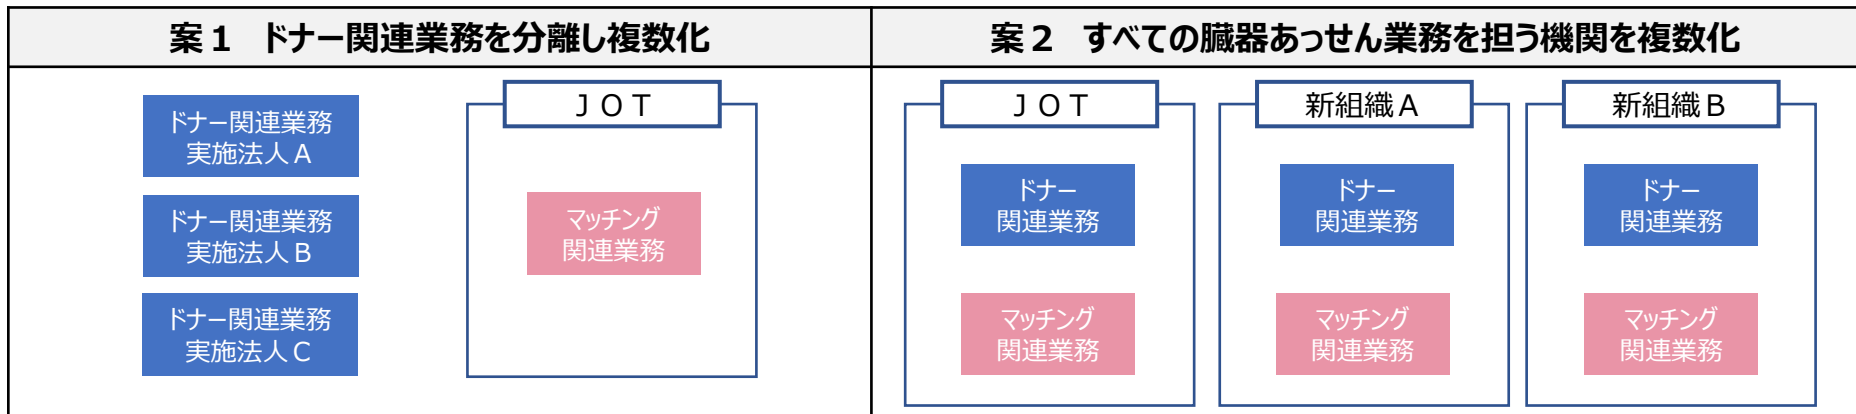 案１　ドナー関連業務を分離し複数化
ドナー関連業務
実施法人Ａ
ドナー関連業務
実施法人Ｂ
ドナー関連業務
実施法人Ｃ
ＪＯＴ
マッチング
関連業務
案２　すべての臓器あっせん業務を担う機関を複数化
ＪＯＴ
ドナー
関連業務
マッチング
関連業務
新組織Ａ
ドナー
関連業務
マッチング
関連業務
新組織Ｂ
ドナー
関連業務
マッチング
関連業務